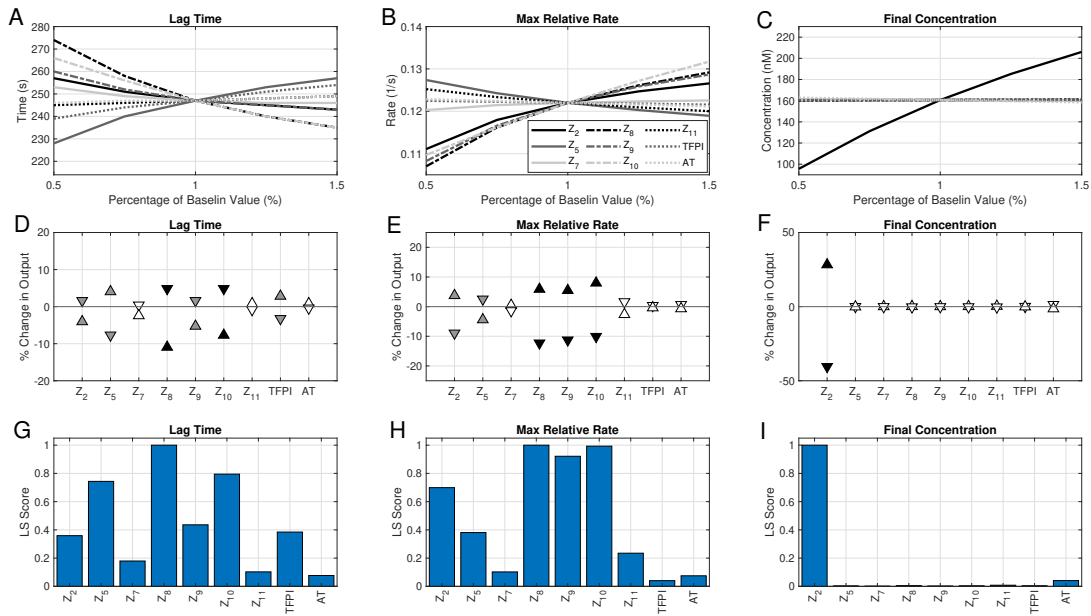 A
Lag Time
Time (s)
280
270
260
250
240
230
220
0.5
1
1.5
Percentage of Baselin Value (%)
B
Max Relative Rate
Rate (1/s)
0.14
0.13
0.12
0.11
0.5
1
1.5
Percentage of Baselin Value (%)
Z2
Z5
Z7
Z8
Z9
Z10
Z11
TFPI
AT
C
Final Concentration
Concentration (nM)
200
180
160
140
120
100
0.5
1
1.5
Percentage of Baselin Value (%)
D
Lag Time
% Change in Output
20
10
0
-10
-20
Z2 Z5 Z7 Z8 Z9 Z10 Z11 TFPI AT
E
Max Relative Rate
% Change in Output
20
10
0
-10
-20
Z2 Z5 Z7 Z8 Z9 Z10 Z11 TFPI AT
F
Final Concentration
% Change in Output
50
0
-50
Z2 Z5 Z7 Z8 Z9 Z10 Z11 TFPI AT
G
Lag Time
LS Score
1
0.8
0.6
0.4
0.2
0
Z2 Z5 Z7 Z8 Z9 Z10 Z11 TFPI AT
H
Max Relative Rate
LS Score
1
0.8
0.6
0.4
0.2
0
Z2 Z5 Z7 Z8 Z9 Z10 Z11 TFPI AT
I
Final Concentration
LS Score
1
0.8
0.6
0.4
0.2
0
Z2 Z5 Z7 Z8 Z9 Z10 Z11 TFPI AT